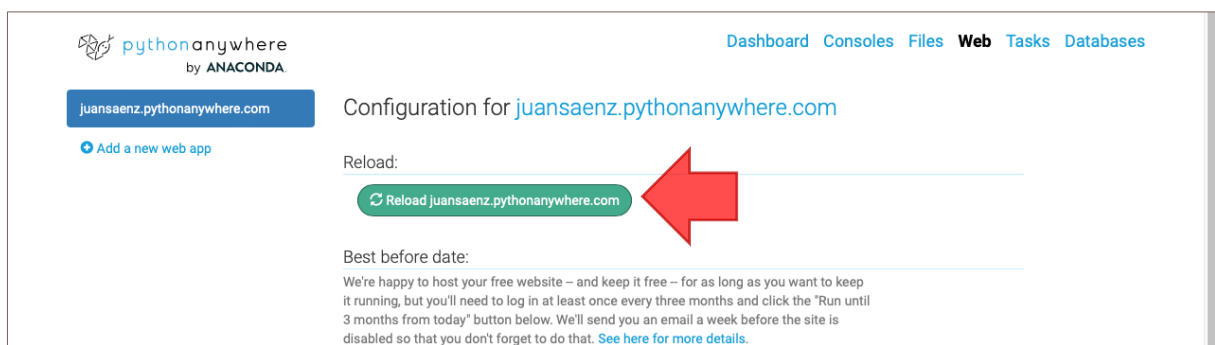 pythonanywhere
by ANACONDA.
Dashboard Consoles Files Web Tasks Databases
juansaenz.pythonanywhere.com
Add a new web app
Configuration for juansaenz.pythonanywhere.com
Reload:
Reload juansaenz.pythonanywhere.com
Best before date:
We're happy to host your free website – and keep it free – for as long as you want to keep
it running, but you'll need to log in at least once every three months and click the "Run until
3 months from today" button below. We'll send you an email a week before the site is
disabled so that you don't forget to do that. See here for more details.